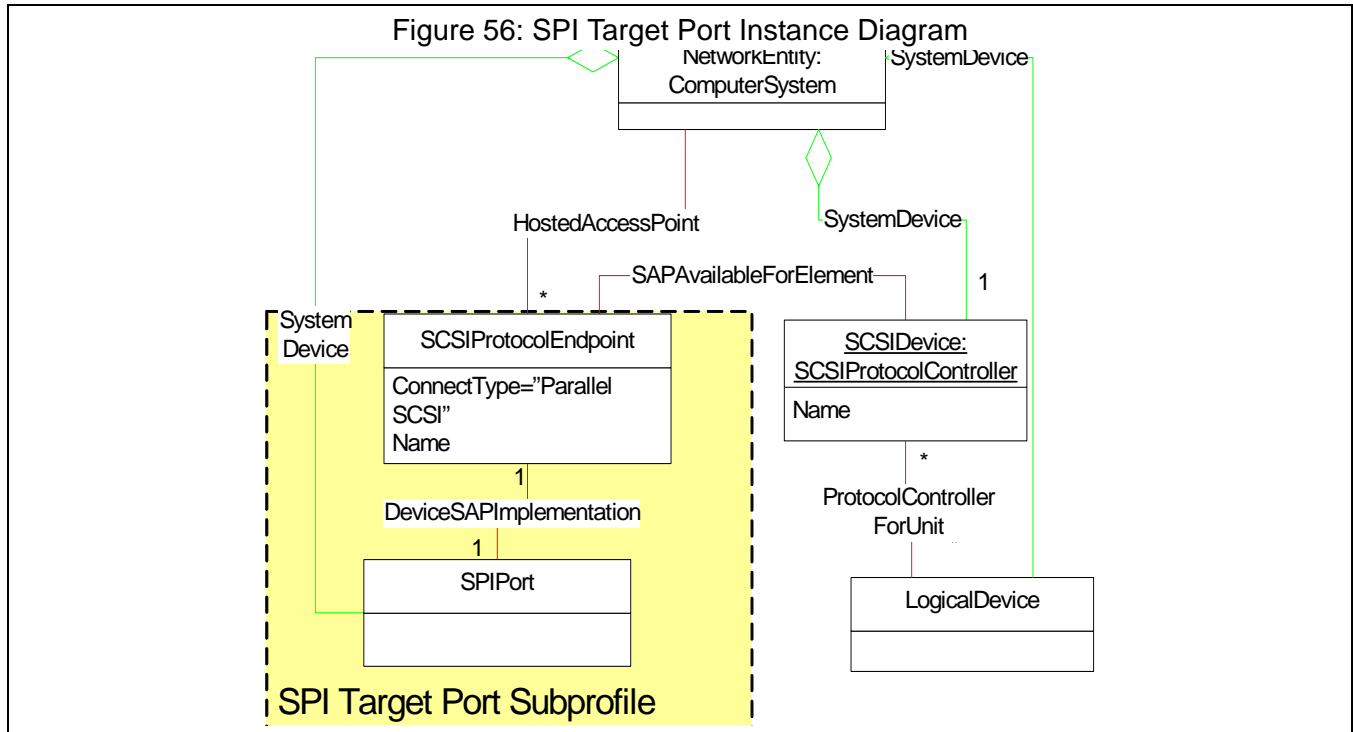 Figure 56: SPI Target Port Instance Diagram
NetworkEntity:
ComputerSystem
SystemDevice
HostedAccessPoint
SystemDevice
SAPAvailableForElement
*
1
System
Device
SCSIProtocolEndpoint
ConnectType=”Parallel
SCSI”
Name
SCSIDevice:
SCSIProtocolController
Name
1
*
DeviceSAPImplementation
ProtocolController
ForUnit
1
SPIPort
LogicalDevice
SPI Target Port Subprofile